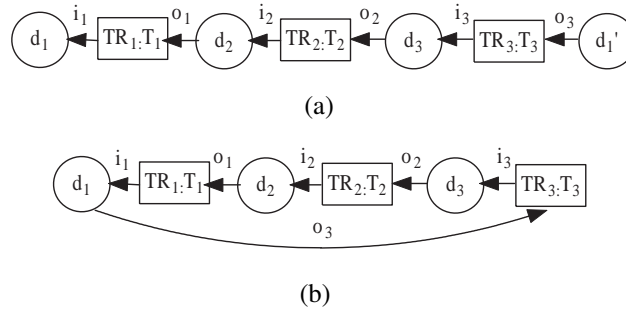 i₁ o₁ i₂ o₂ i₃ o₃
d₁ TR₁:T₁ d₂ TR₂:T₂ d₃ TR₃:T₃ d₁'
(a)
i₁ o₁ i₂ o₂ i₃
d₁ TR₁:T₁ d₂ TR₂:T₂ d₃ TR₃:T₃
o₃
(b)